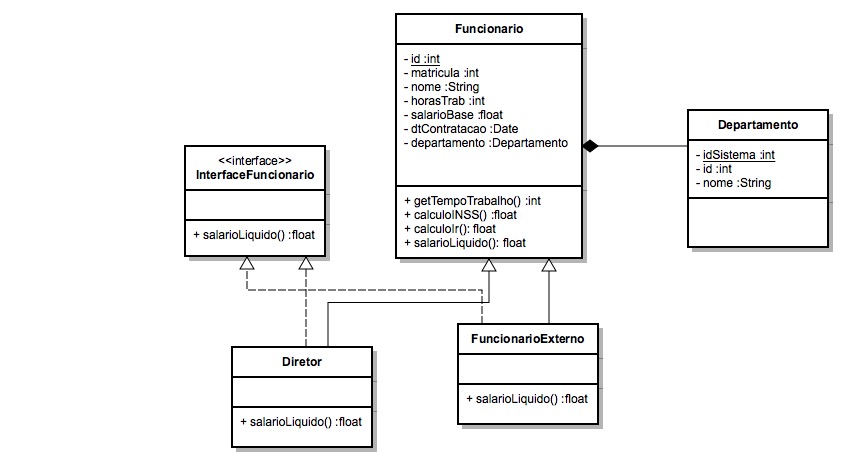 Funcionario
- id :int
- matricula :int
- nome :String
- horasTrab :int
- salarioBase :float
- dtContratacao :Date
- departamento :Departamento
+ getTempoTrabalho() :int
+ calculoINSS() :float
+ calculoIr(): float
+ salarioLiquido(): float
Departamento
- idSistema :int
- id :int
- nome :String
<<interface>>
InterfaceFuncionario
+ salarioLiquido() :float
Diretor
+ salarioLiquido() :float
FuncionarioExterno
+ salarioLiquido() :float